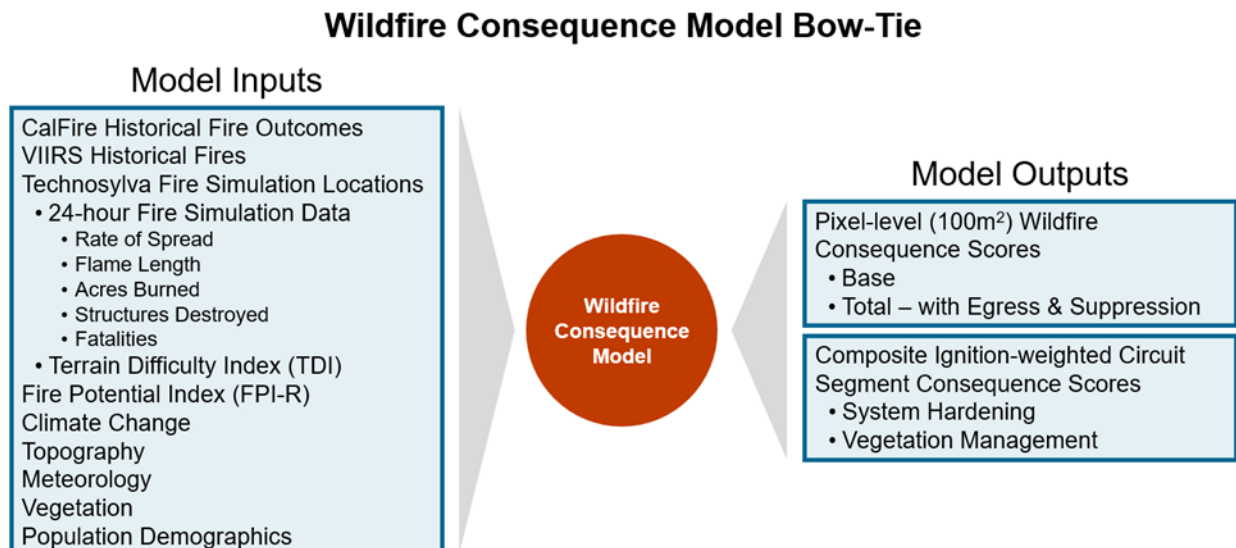 Wildfire Consequence Model Bow-Tie
Model Inputs
CalFire Historical Fire Outcomes
VIIRS Historical Fires
Technosylva Fire Simulation Locations
• 24-hour Fire Simulation Data
• Rate of Spread
• Flame Length
• Acres Burned
• Structures Destroyed
• Fatalities
• Terrain Difficulty Index (TDI)
Fire Potential Index (FPI-R)
Climate Change
Topography
Meteorology
Vegetation
Population Demographics
Wildfire
Consequence
Model
Model Outputs
Pixel-level (100m²) Wildfire
Consequence Scores
• Base
• Total – with Egress & Suppression
Composite Ignition-weighted Circuit
Segment Consequence Scores
• System Hardening
• Vegetation Management